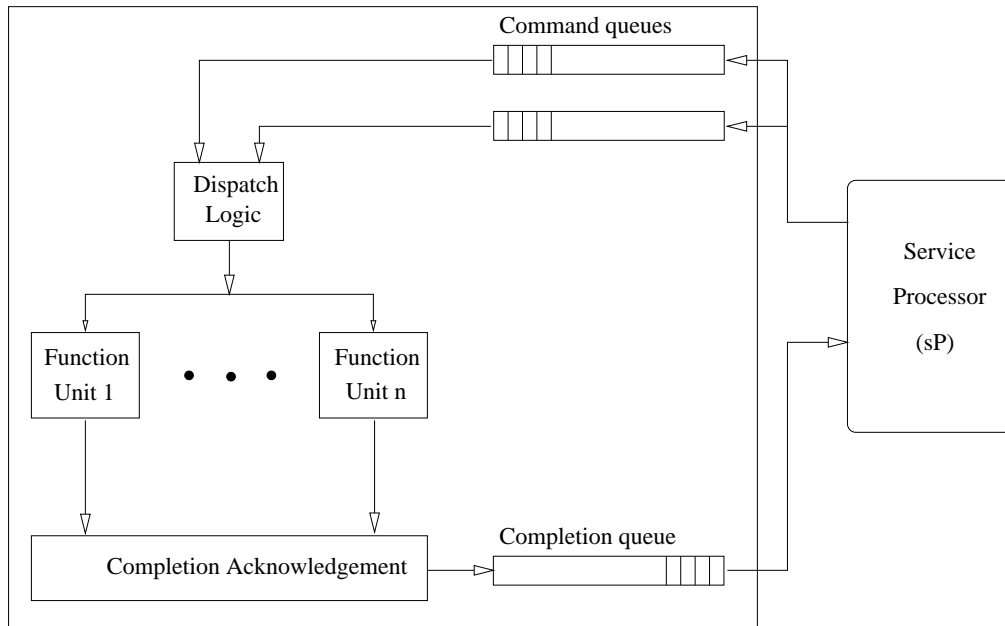 Command queues
Dispatch
Logic
Service
Processor
(sP)
Function
Unit 1
Function
Unit n
Completion queue
Completion Acknowledgement